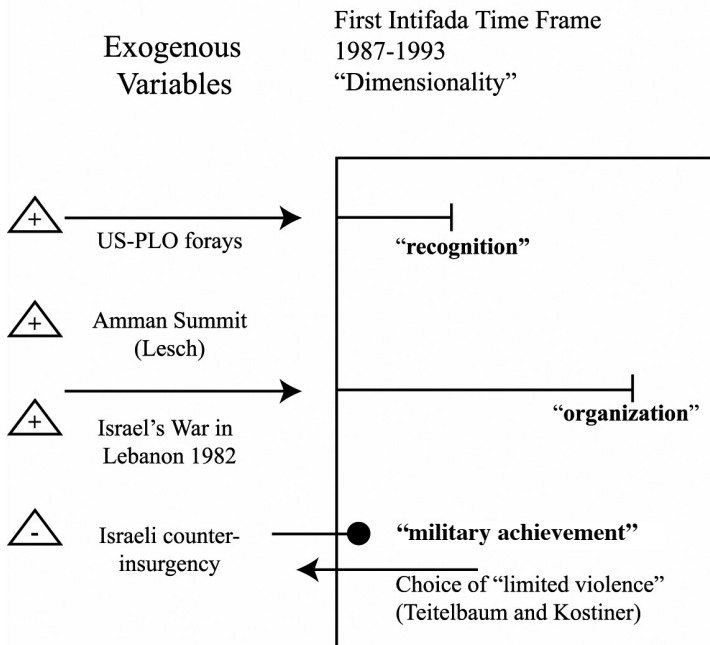 Exogenous
Variables
First Intifada Time Frame
1987-1993
“Dimensionality”
+
US-PLO forays
“recognition”
+
Amman Summit
(Lesch)
+
Israel’s War in
Lebanon 1982
“organization“
-
Israeli counter-
insurgency
“military achievement”
Choice of “limited violence”
(Teitelbaum and Kostiner)